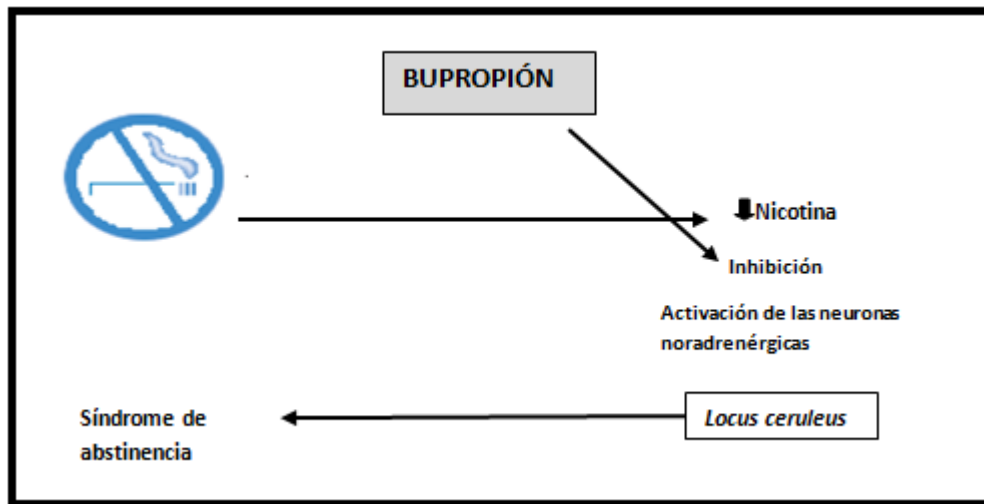 BUPROPIÓN
Nicotina
Inhibición
Activación de las neuronas
noradrenérgicas
Síndrome de
abstinencia
Locus ceruleus